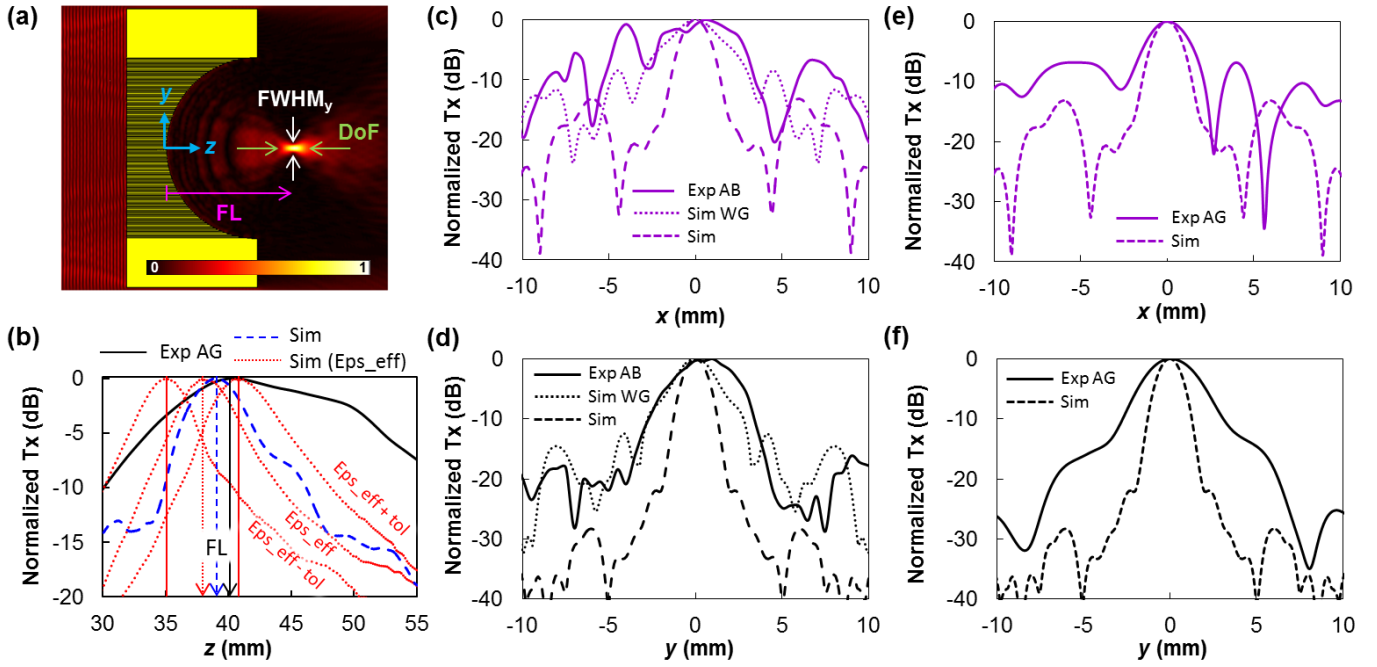 (a)
y
z
FWHMy
DoF
FL
0 1
(b)
Exp AG
Sim
Sim (Eps_eff)
Normalized Tx (dB)
0
-5
-10
-15
-20
FL
Eps_eff + tol
Eps_eff
Eps_eff - tol
30 35 40 45 50 55
z (mm)
(c)
Normalized Tx (dB)
0
-10
-20
-30
-40
Exp AB
Sim WG
Sim
-10 -5 0 5 10
x (mm)
(d)
Normalized Tx (dB)
0
-10
-20
-30
-40
Exp AB
Sim WG
Sim
-10 -5 0 5 10
y (mm)
(e)
Normalized Tx (dB)
0
-10
-20
-30
-40
Exp AG
Sim
-10 -5 0 5 10
x (mm)
(f)
Normalized Tx (dB)
0
-10
-20
-30
-40
Exp AG
Sim
-10 -5 0 5 10
y (mm)